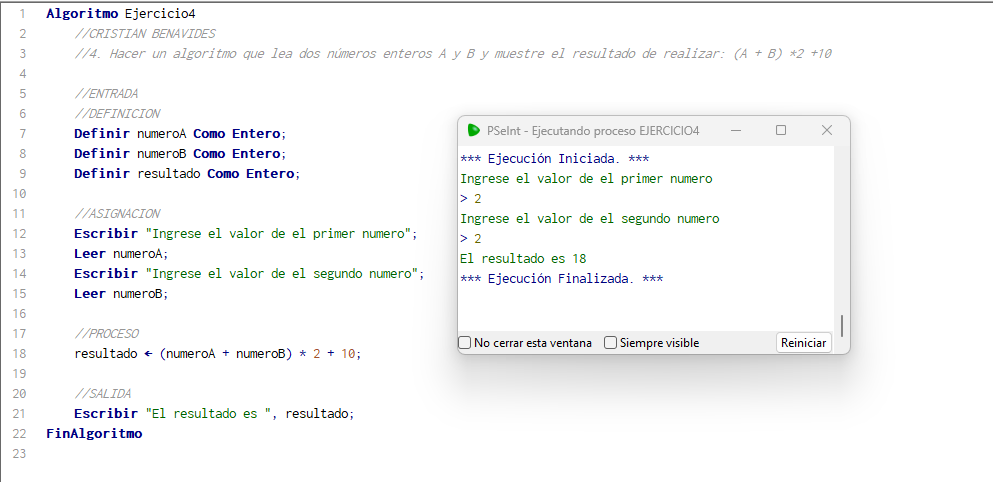 1 Algoritmo Ejercicio4
2 //CRISTIAN BENAVIDES
3 //4. Hacer un algoritmo que lea dos números enteros A y B y muestre el resultado de realizar: (A + B) *2 +10
4
5 //ENTRADA
6 //DEFINICION
7 Definir numeroA Como Entero;
8 Definir numeroB Como Entero;
9 Definir resultado Como Entero;
10
11 //ASIGNACION
12 Escribir "Ingrese el valor de el primer numero";
13 Leer numeroA;
14 Escribir "Ingrese el valor de el segundo numero";
15 Leer numeroB;
16
17 //PROCESO
18 resultado ← (numeroA + numeroB) * 2 + 10;
19
20 //SALIDA
21 Escribir "El resultado es ", resultado;
22 FinAlgoritmo
23
PSeInt - Ejecutando proceso EJERCICIO4
*** Ejecución Iniciada. ***
Ingrese el valor de el primer numero
> 2
Ingrese el valor de el segundo numero
> 2
El resultado es 18
*** Ejecución Finalizada. ***
No cerrar esta ventana Siempre visible Reiniciar